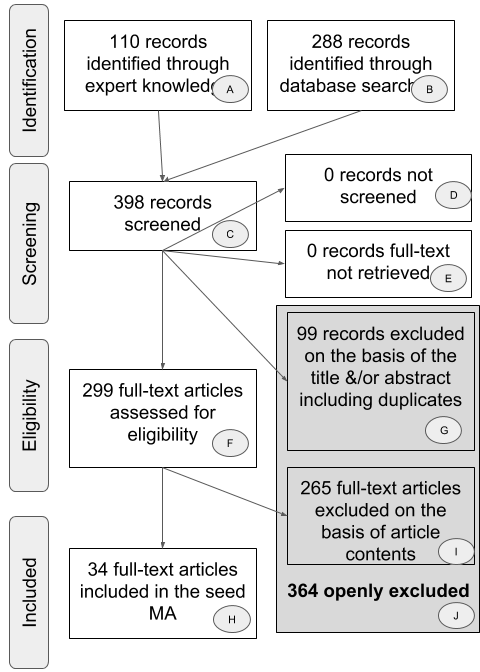 Identification
110 records
identified through
expert knowledg
A
288 records
identified through
database search
B
Screening
398 records
screened
C
0 records not
screened
D
0 records full-text
not retrieved
E
99 records excluded
on the basis of the
title &/or abstract
including duplicates
G
Eligibility
299 full-text articles
assessed for
eligibility
F
265 full-text articles
excluded on the
basis of article
contents
I
364 openly excluded
J
Included
34 full-text articles
included in the seed
MA
H